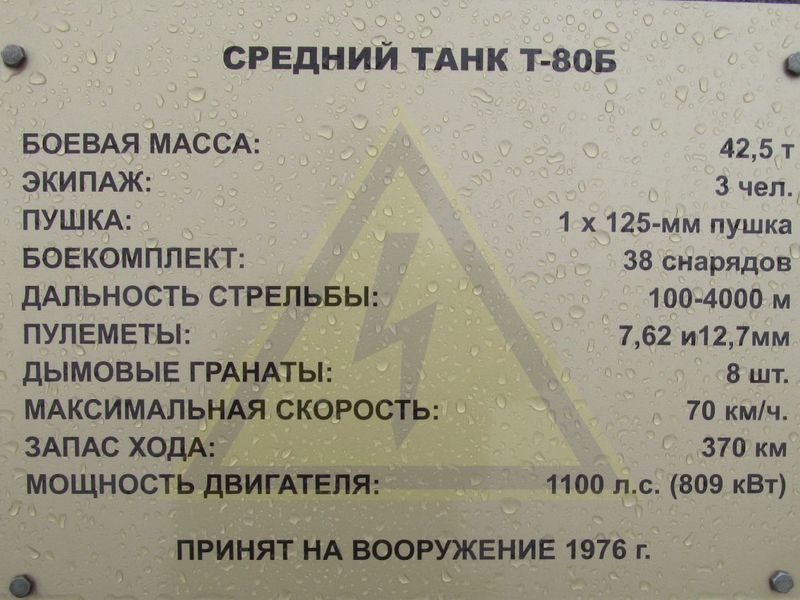 СРЕДНИЙ ТАНК Т-80Б
БОЕВАЯ МАССА: 42,5 т
ЭКИПАЖ: 3 чел.
ПУШКА: 1 х 125-мм пушка
БОЕКОМПЛЕКТ: 38 снарядов
ДАЛЬНОСТЬ СТРЕЛЬБЫ: 100-4000 м
ПУЛЕМЕТЫ: 7,62 и12,7мм
ДЫМОВЫЕ ГРАНАТЫ: 8 шт.
МАКСИМАЛЬНАЯ СКОРОСТЬ: 70 км/ч.
ЗАПАС ХОДА: 370 км
МОЩНОСТЬ ДВИГАТЕЛЯ: 1100 л.с. (809 кВт)
ПРИНЯТ НА ВООРУЖЕНИЕ 1976 г.